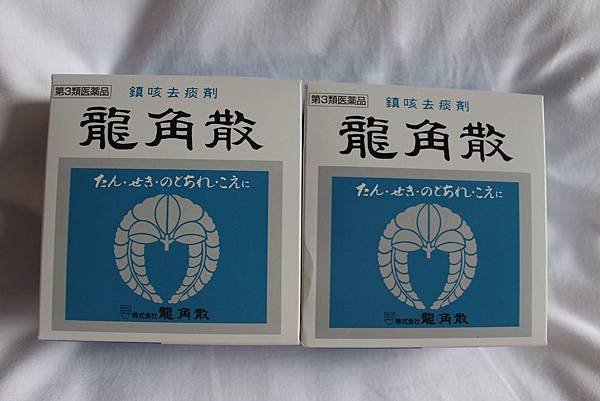 第3類医薬品
鎮咳去痰剤
龍角散
たん・せき・のどあれ・こえに
株式会社 龍角散
第3類医薬品
鎮咳去痰剤
龍角散
たん・せき・のどあれ・こえに
株式会社 龍角散